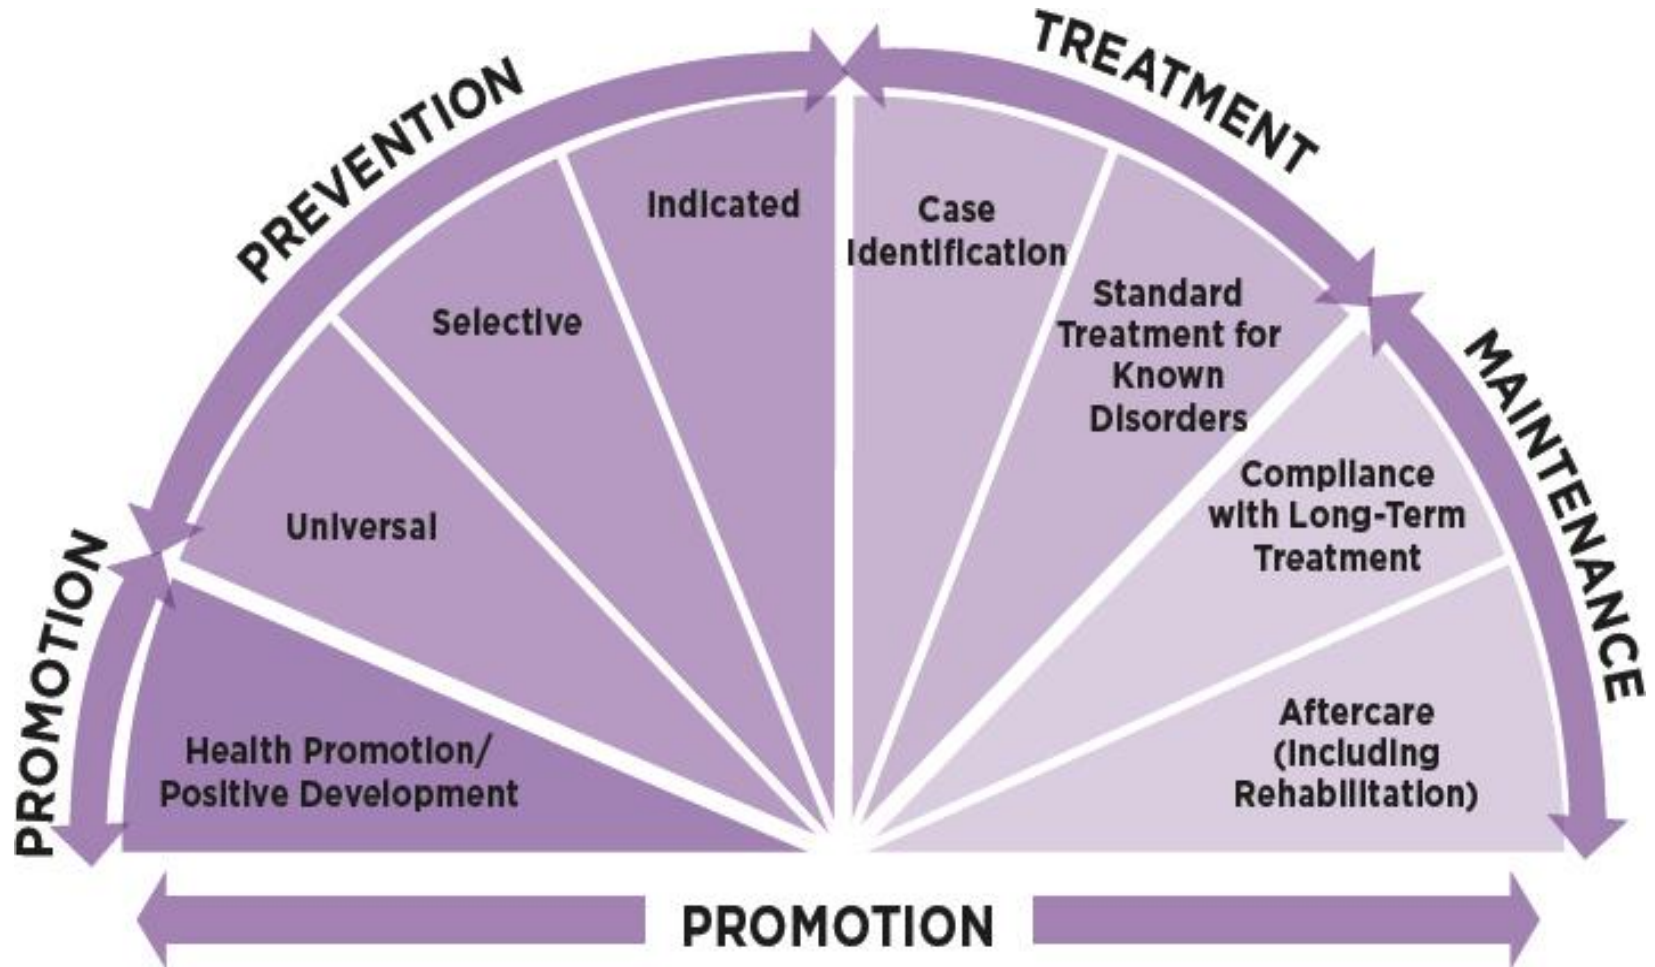 PROMOTION
PREVENTION
TREATMENT
MAINTENANCE
Health Promotion/
Positive Development
Universal
Selective
Indicated
Case
Identification
Standard
Treatment for
Known
Disorders
Compliance
with Long-Term
Treatment
Aftercare
(Including
Rehabilitation)
PROMOTION